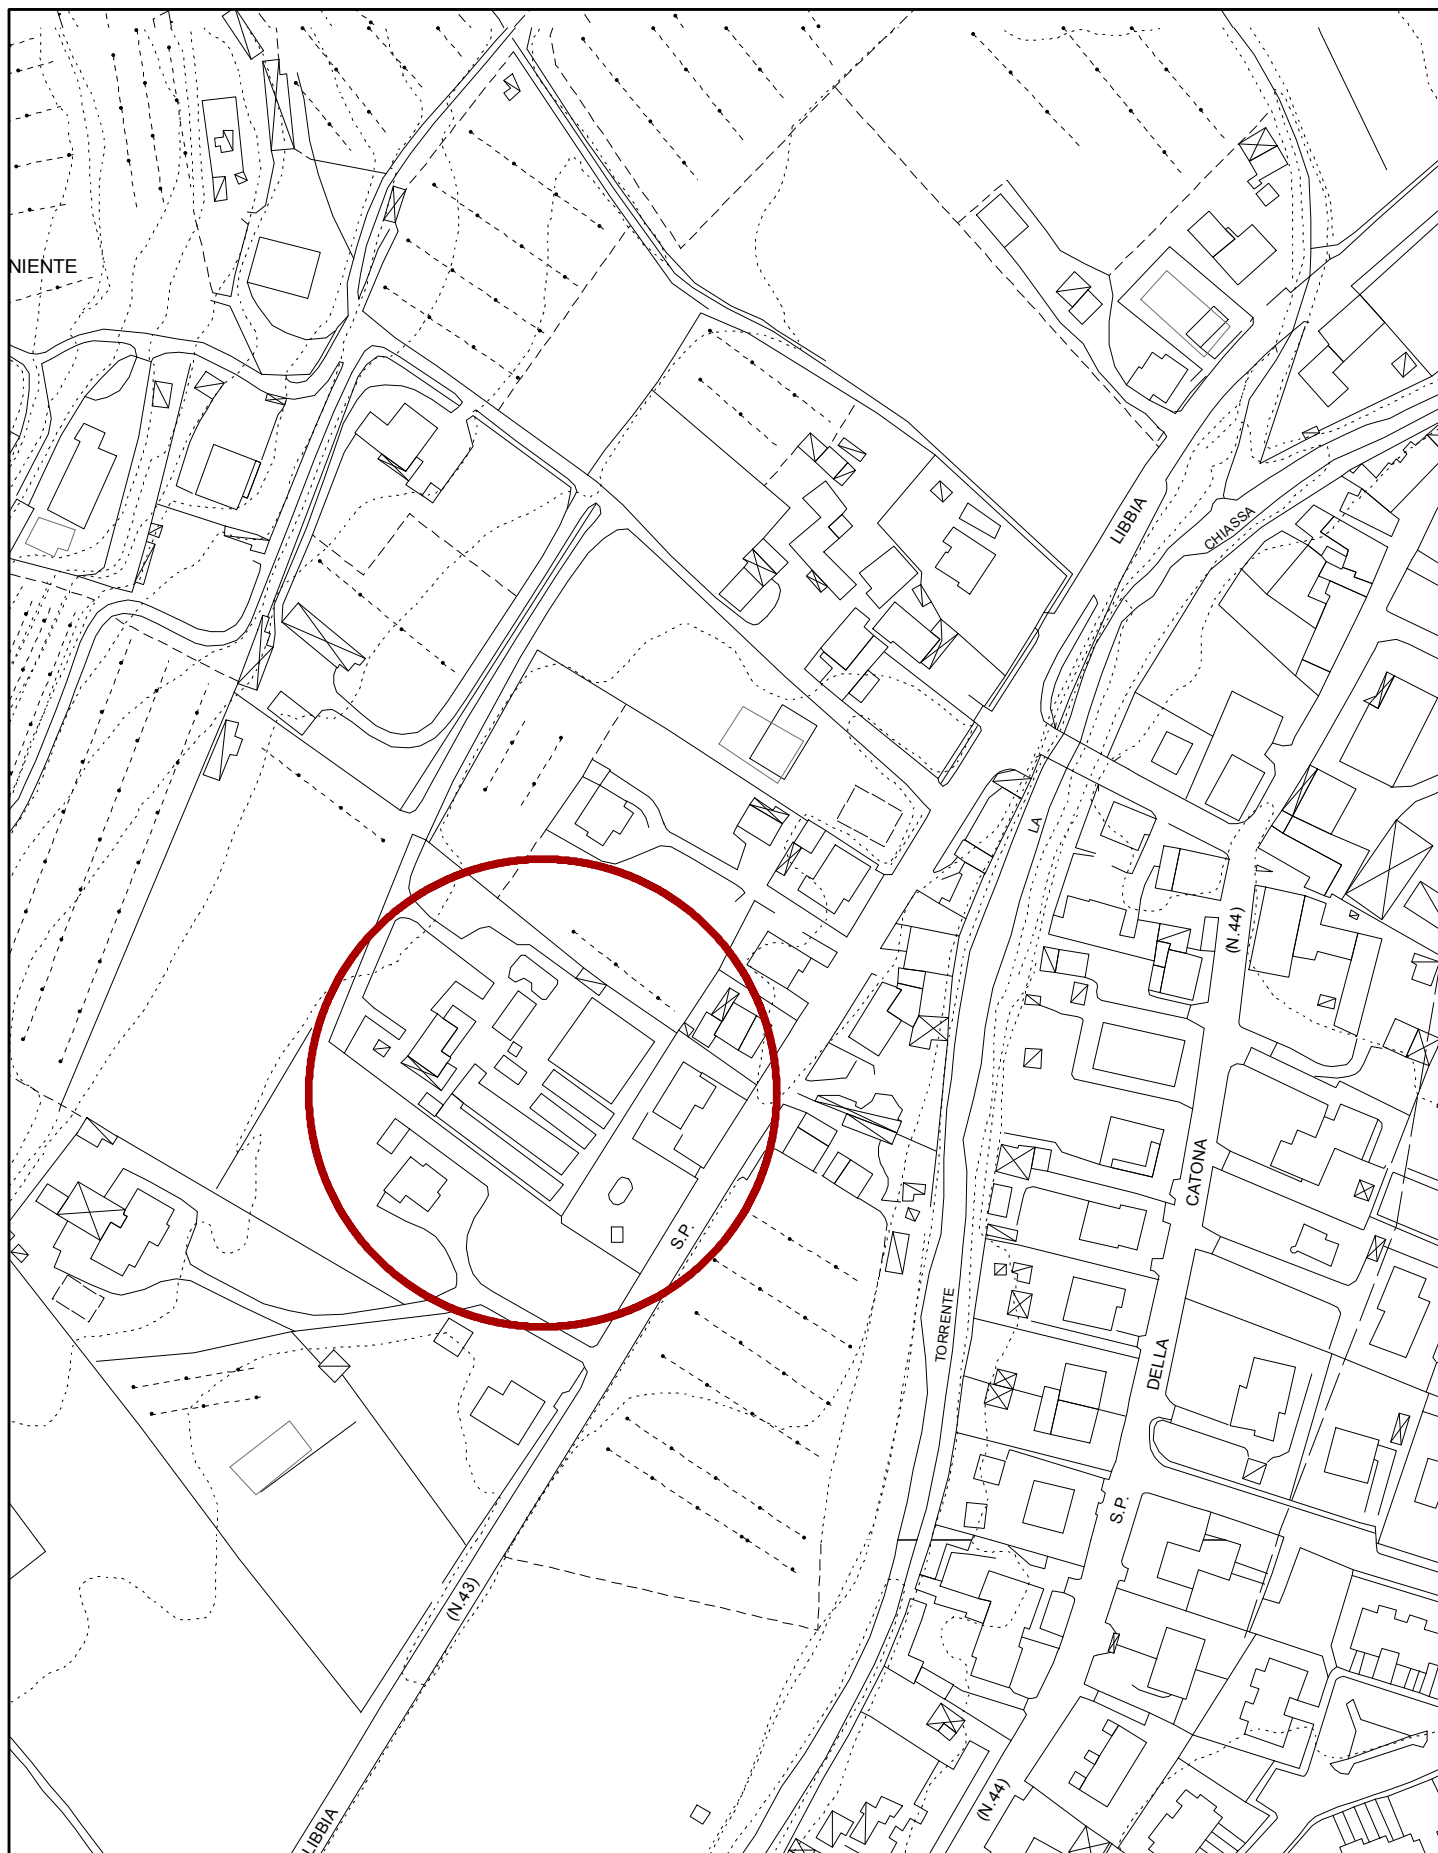 NIENTE
LIBBIA
CHIASSA
LA
(N.44)
CATONA
S.P.
TORRENTE
DELLA
S.P.
(N.43)
(N.44)
LIBBIA